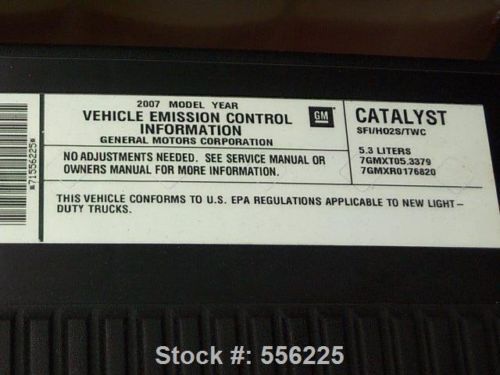 2007 MODEL YEAR
VEHICLE EMISSION CONTROL
INFORMATION
GENERAL MOTORS CORPORATION
GM
NO ADJUSTMENTS NEEDED. SEE SERVICE MANUAL OR
OWNERS MANUAL FOR MORE INFORMATION.
CATALYST
SFI/HO2S/TWC
5.3 LITERS
7GMXT05.3379
7GMXR0176820
THIS VEHICLE CONFORMS TO U.S. EPA REGULATIONS APPLICABLE TO NEW LIGHT-
DUTY TRUCKS.
*71556225*
Stock #: 556225